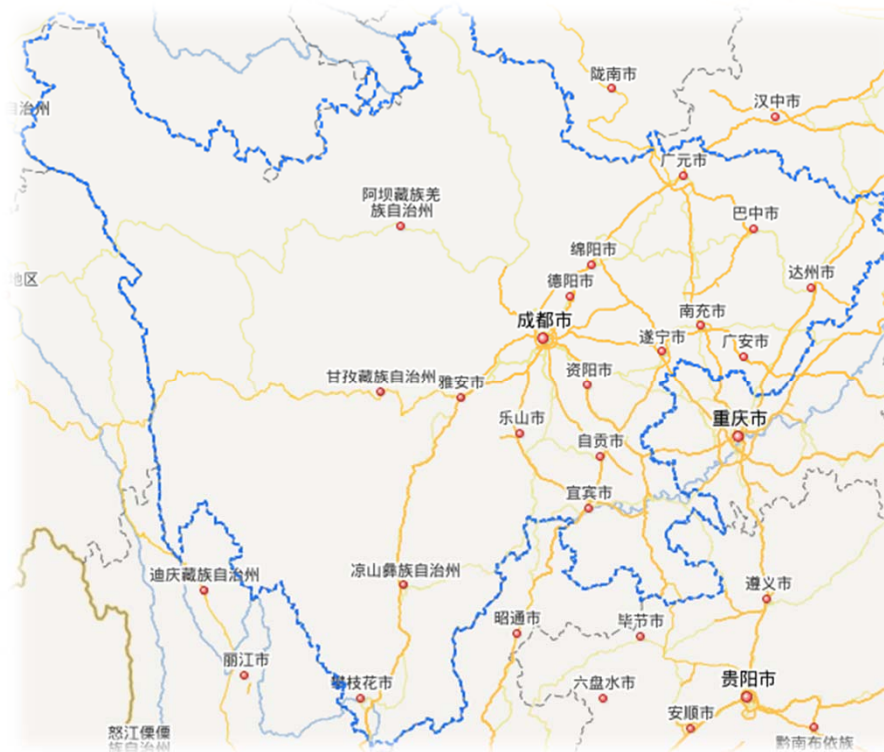 陇南市
汉中市
自治州
广元市
阿坝藏族羌
族自治州
巴中市
绵阳市
达州市
地区
德阳市
南充市
成都市
遂宁市
广安市
资阳市
甘孜藏族自治州
雅安市
乐山市
重庆市
自贡市
宜宾市
凉山彝族自治州
迪庆藏族自治州
遵义市
昭通市
毕节市
丽江市
攀枝花市
六盘水市
贵阳市
安顺市
怒江傈僳
族自治州
黔南布依族